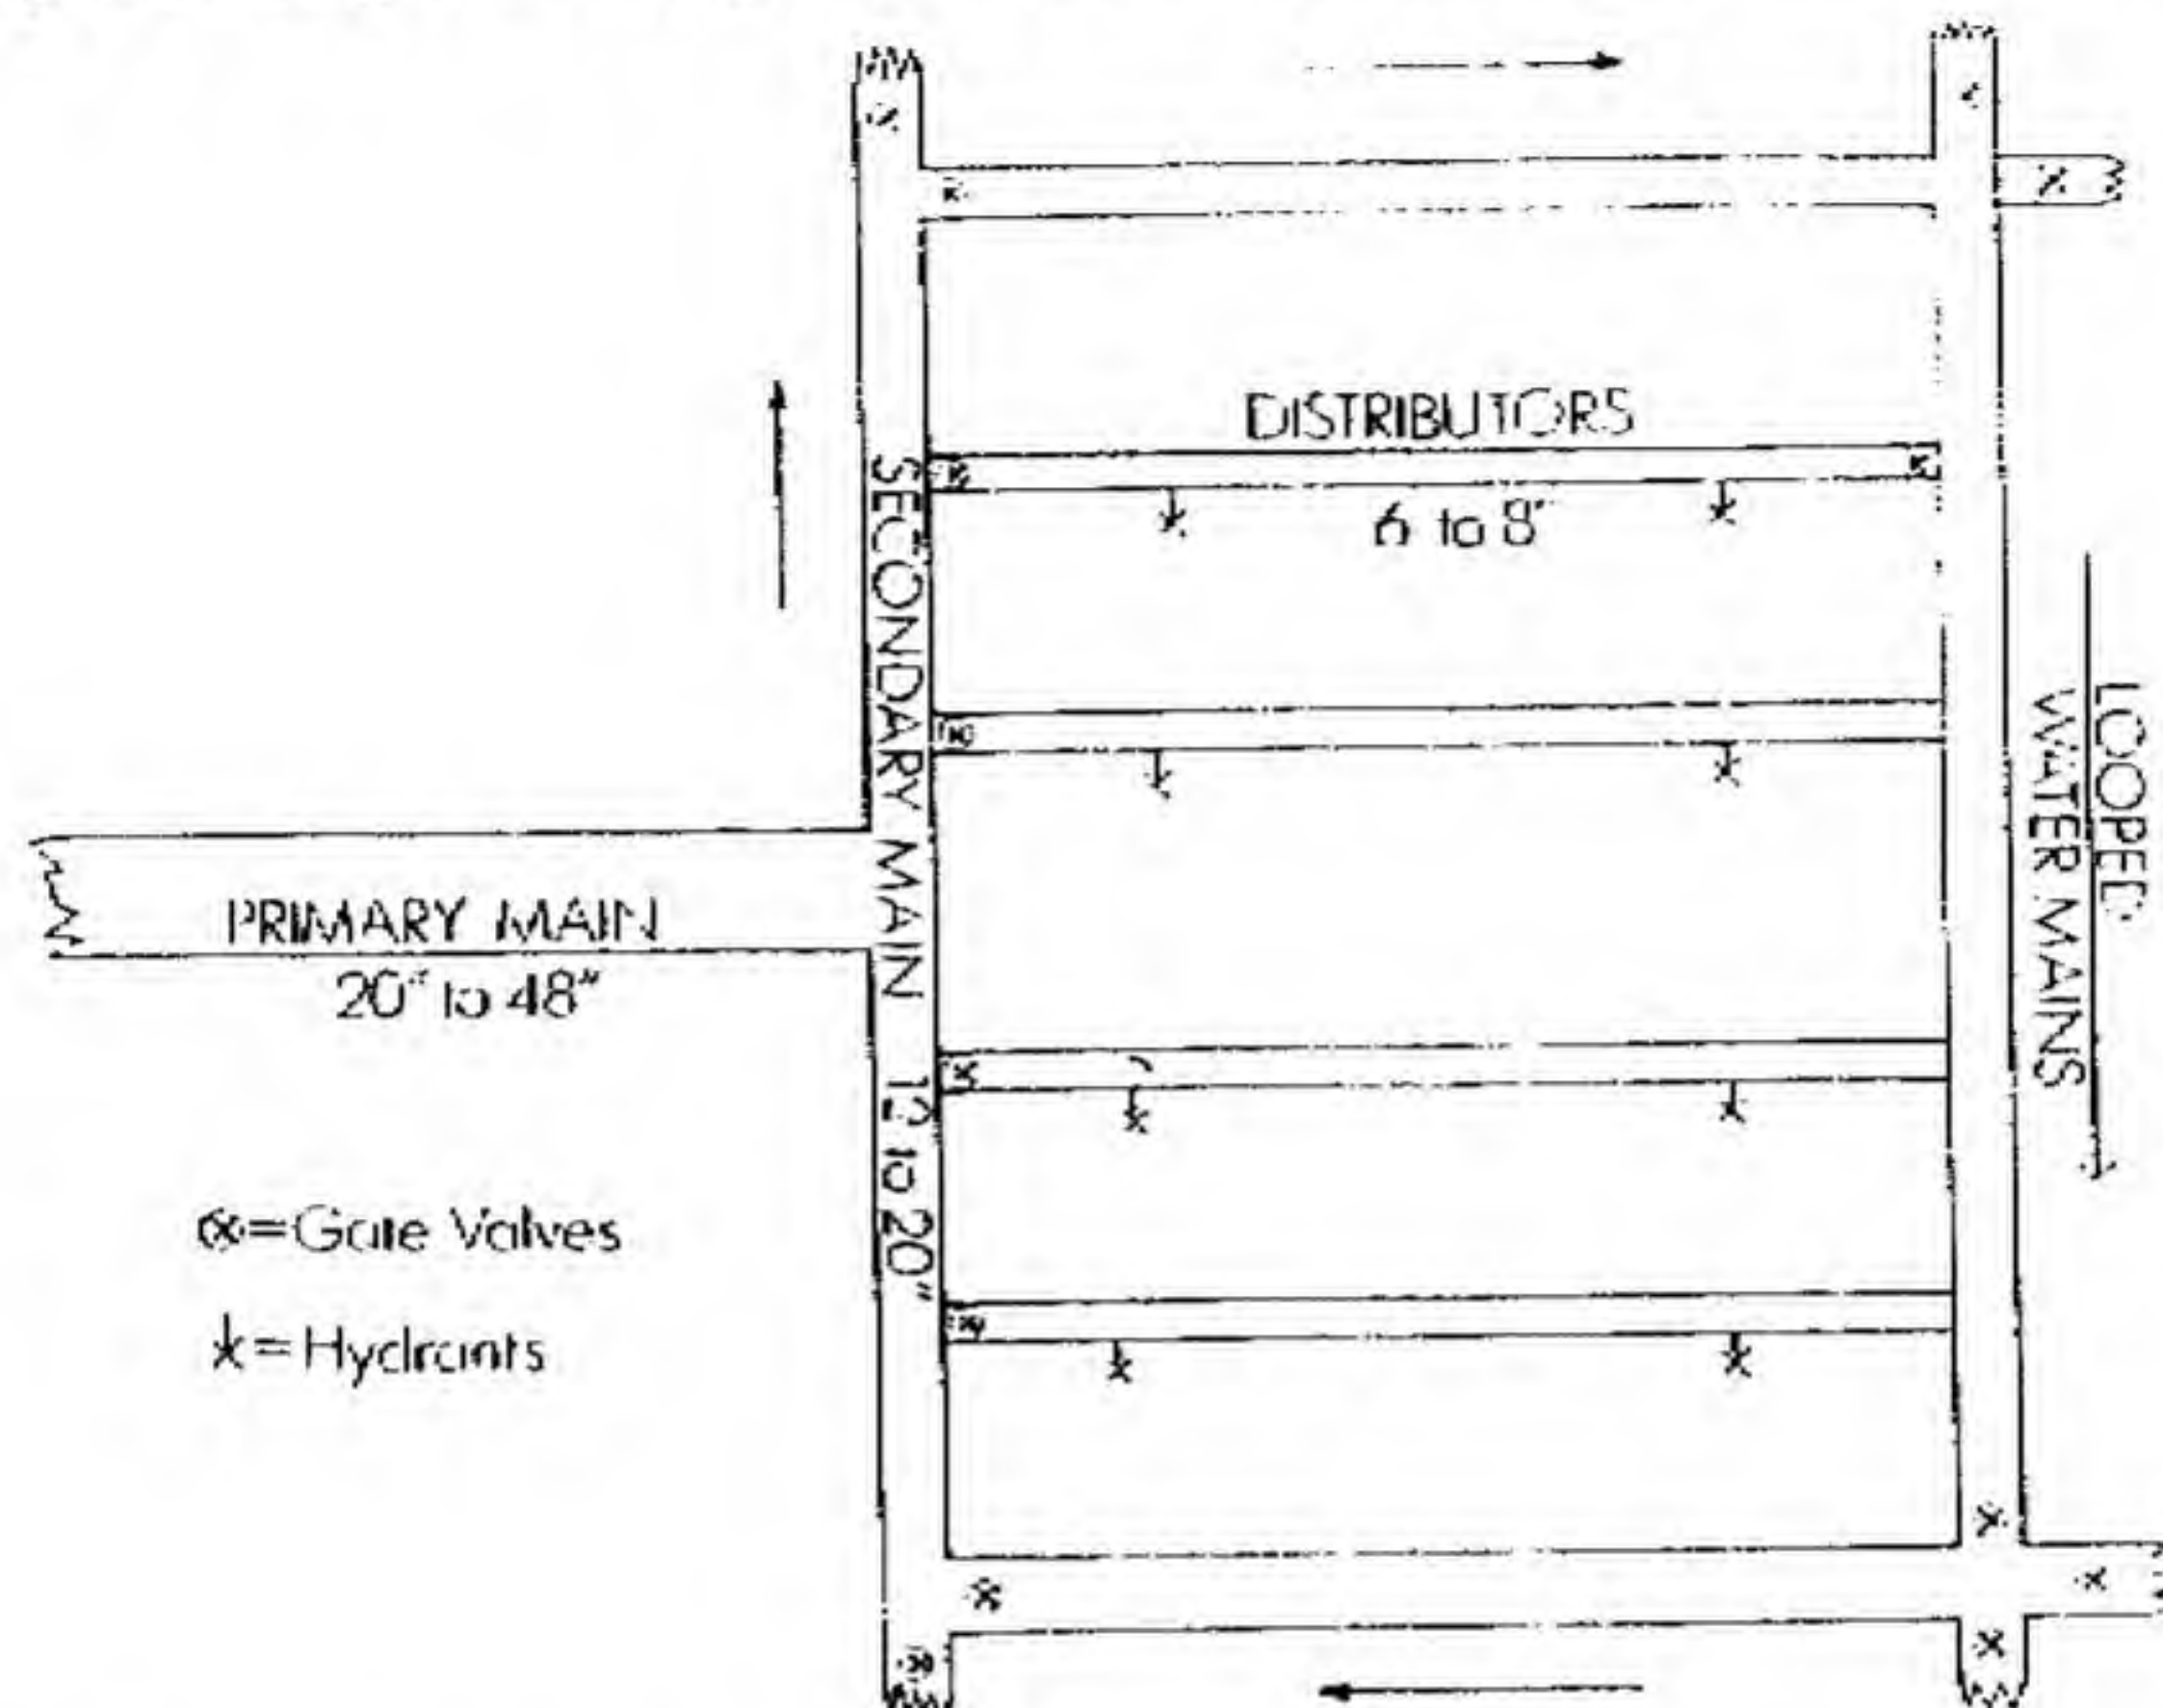 DISTRIBUTORS
6 to 8"
SECONDARY MAIN 12 to 20"
LOOPED
WATER MAINS
PRIMARY MAIN
20" to 48"
⊗=Gate Valves
x=Hydrants